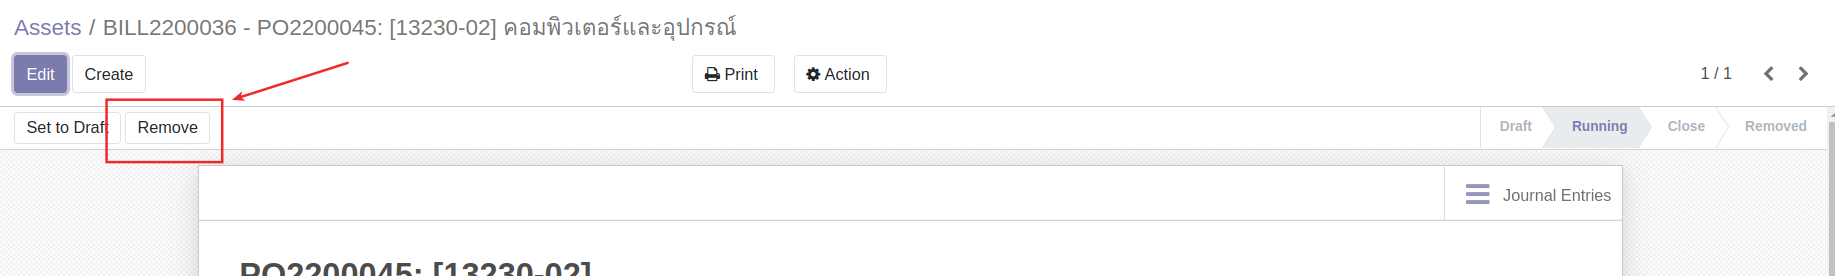 Assets / BILL2200036 - PO2200045: [13230-02] คอมพิวเตอร์และอุปกรณ์
Edit Create Print Action 1 / 1
Set to Draft Remove Draft Running Close Removed
Journal Entries
PO2200045: [13230-02]